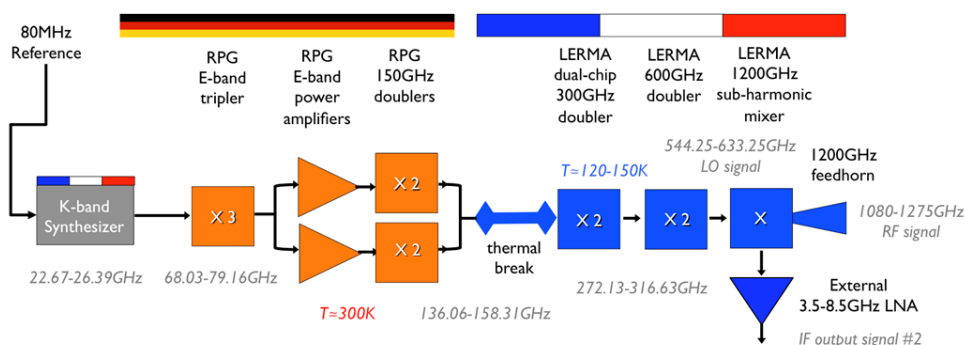 80MHz
Reference
RPG
E-band
tripler
RPG
E-band
power
amplifiers
RPG
150GHz
doublers
LERMA
dual-chip
300GHz
doubler
LERMA
600GHz
doubler
LERMA
1200GHz
sub-harmonic
mixer
544.25-633.25GHz
LO signal
1200GHz
feedhorn
T≈120-150K
K-band
Synthesizer
X 3
X 2
X 2
X 2
X 2
X
1080-1275GHz
RF signal
thermal
break
22.67-26.39GHz
68.03-79.16GHz
T≈300K
136.06-158.31GHz
272.13-316.63GHz
External
3.5-8.5GHz LNA
IF output signal #2